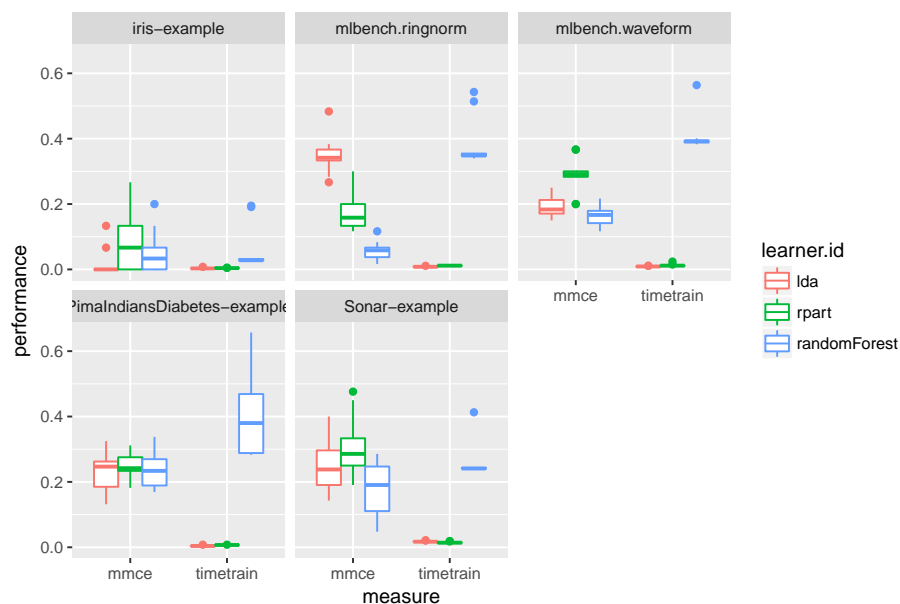 iris−example
mlbench.ringnorm
mlbench.waveform
0.6
0.4
0.2
0.0
PimaIndiansDiabetes−example
Sonar−example
mmce
timetrain
0.6
0.4
0.2
0.0
mmce
timetrain
mmce
timetrain
measure
performance
learner.id
lda
rpart
randomForest